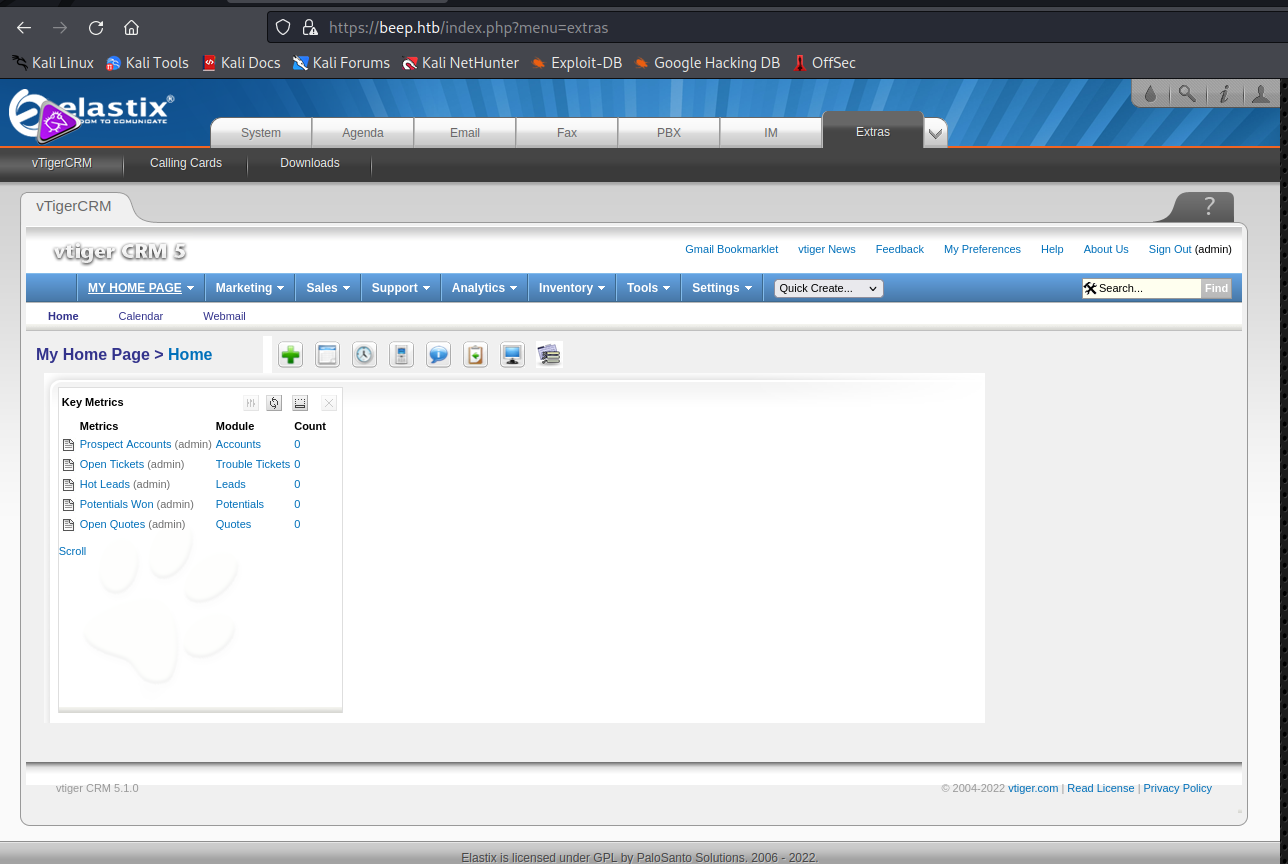 https://beep.htb/index.php?menu=extras
Kali Linux Kali Tools Kali Docs Kali Forums Kali NetHunter Exploit-DB Google Hacking DB OffSec
elastix®
System Agenda Email Fax PBX IM Extras
vTigerCRM Calling Cards Downloads
vTigerCRM ?
vtiger CRM 5 Gmail Bookmarklet vtiger News Feedback My Preferences Help About Us Sign Out (admin)
MY HOME PAGE Marketing Sales Support Analytics Inventory Tools Settings Quick Create... Search... Find
Home Calendar Webmail
My Home Page > Home
Key Metrics
Metrics Module Count
Prospect Accounts (admin) Accounts 0
Open Tickets (admin) Trouble Tickets 0
Hot Leads (admin) Leads 0
Potentials Won (admin) Potentials 0
Open Quotes (admin) Quotes 0
Scroll
vtiger CRM 5.1.0 © 2004-2022 vtiger.com | Read License | Privacy Policy
Elastix is licensed under GPL by PaloSanto Solutions. 2006 - 2022.